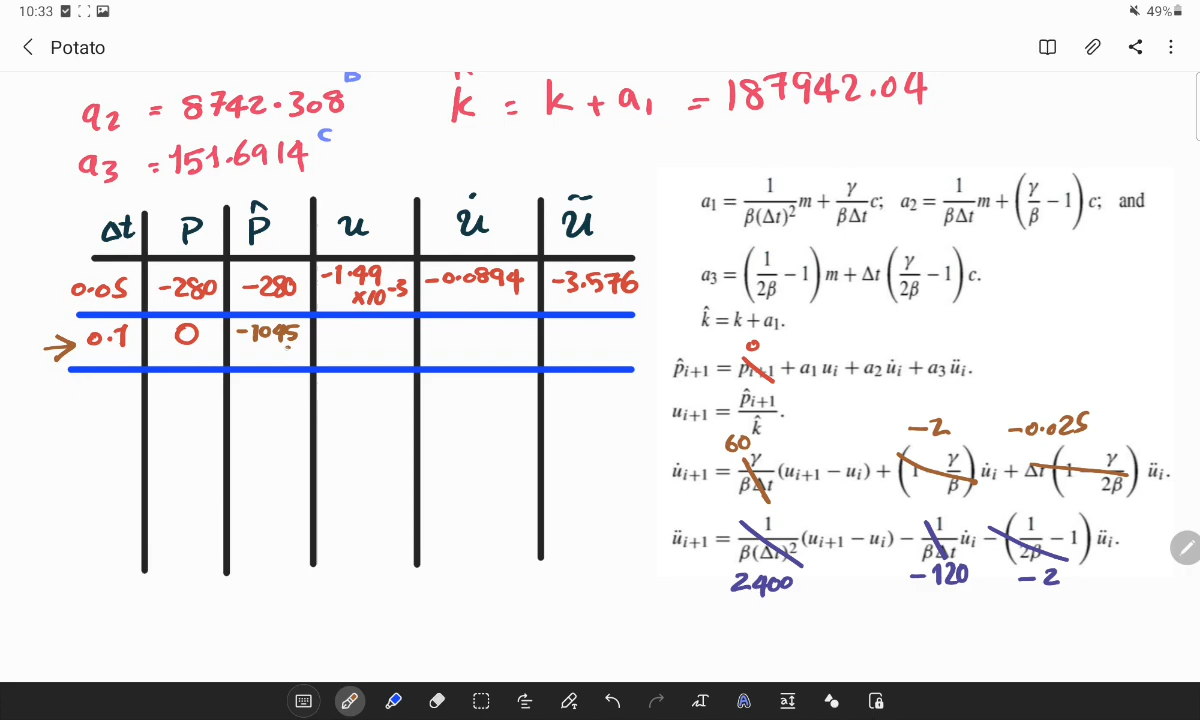 10:33 49%
Potato
a2 = 8742.308 B
k̂ = k + a1 = 187942.04
a3 = 151.6914 C
Δt P P̂ u u̇ ü
0.05 -280 -280 -1.49 x10^-3 -0.0894 -3.576
→ 0.1 0 -1045
a₁ = 1/(β(Δt)²) m + γ/(βΔt) c; a₂ = 1/(βΔt) m + (γ/β − 1) c; and
a₃ = (1/(2β) − 1) m + Δt (γ/(2β) − 1) c.
k̂ = k + a₁.
0
p̂ᵢ₊₁ = pᵢ₊₁ + a₁ uᵢ + a₂ u̇ᵢ + a₃ üᵢ.
uᵢ₊₁ = p̂ᵢ₊₁/k̂.
60 -2 -0.025
u̇ᵢ₊₁ = γ/(βΔt) (uᵢ₊₁ − uᵢ) + (1 − γ/β) u̇ᵢ + Δt (1 − γ/(2β)) üᵢ.
üᵢ₊₁ = 1/(β(Δt)²) (uᵢ₊₁ − uᵢ) − 1/(βΔt) u̇ᵢ − (1/(2β) − 1) üᵢ.
2400 -120 -2